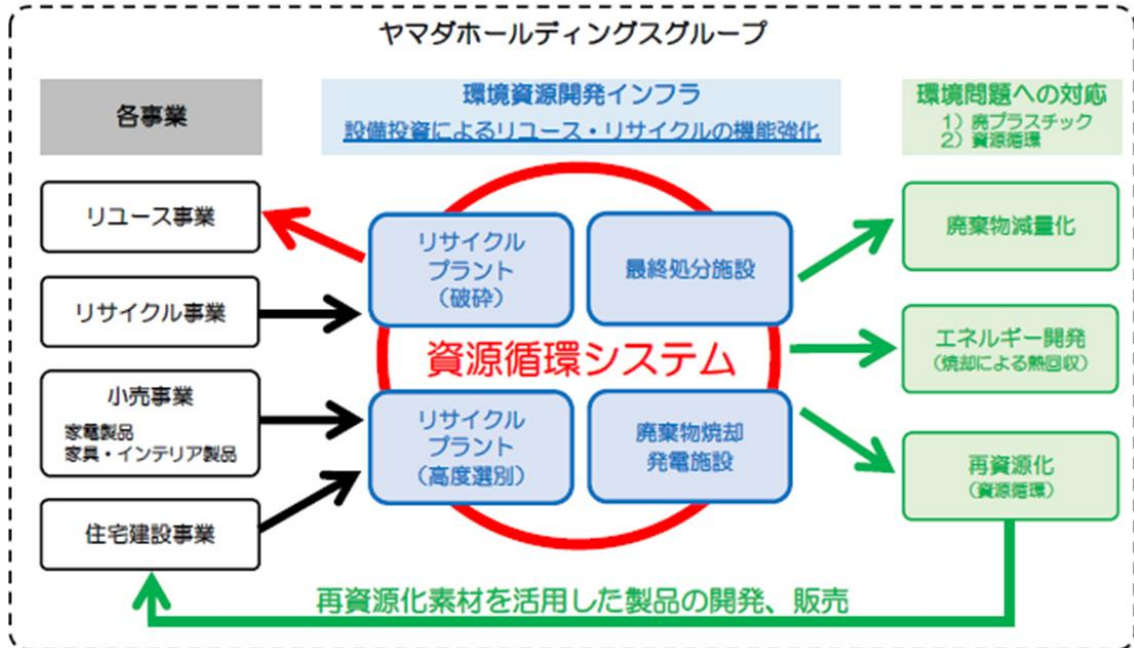 ヤマダホールディングスグループ
各事業
環境資源開発インフラ
設備投資によるリユース・リサイクルの機能強化
環境問題への対応
1）廃プラスチック
2）資源循環
リユース事業
リサイクル事業
小売事業
家電製品
家具・インテリア製品
住宅建設事業
リサイクル
プラント
（破砕）
最終処分施設
資源循環システム
リサイクル
プラント
（高度選別）
廃棄物焼却
発電施設
廃棄物減量化
エネルギー開発
（焼却による熱回収）
再資源化
（資源循環）
再資源化素材を活用した製品の開発、販売